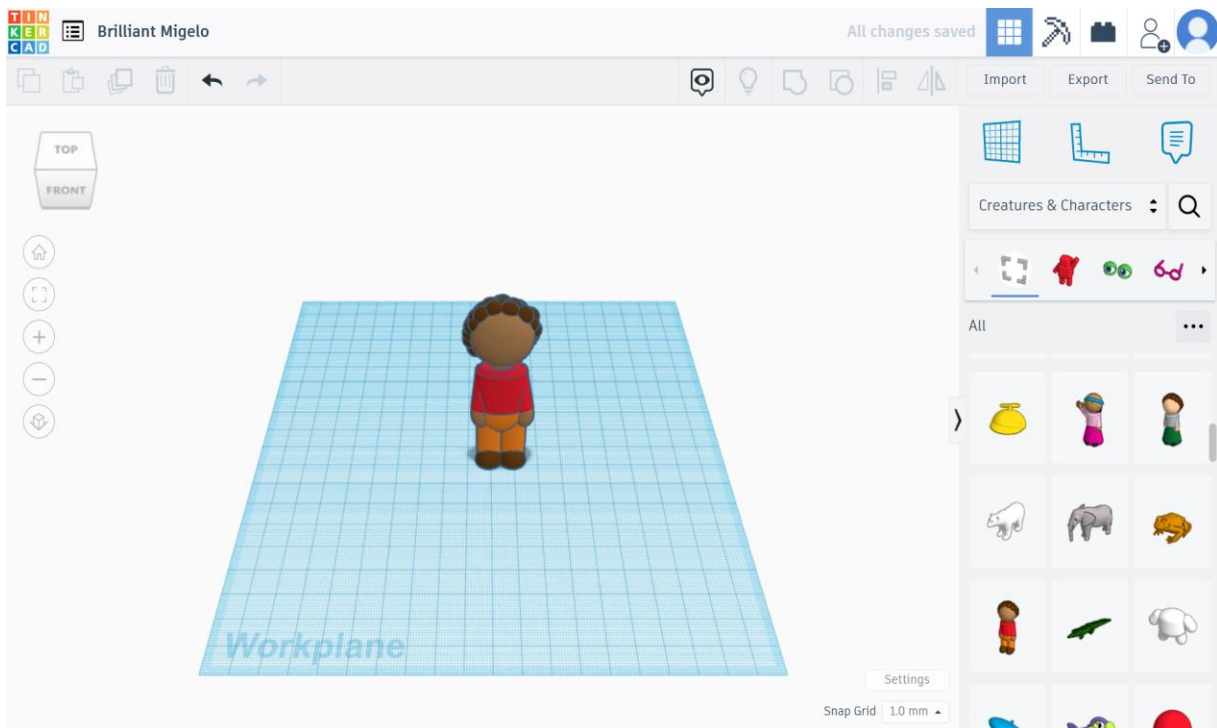 TIN
KER
CAD
Brilliant Migelo
All changes saved
Import
Export
Send To
TOP
FRONT
Creatures & Characters
All
Workplane
Settings
Snap Grid
1.0 mm